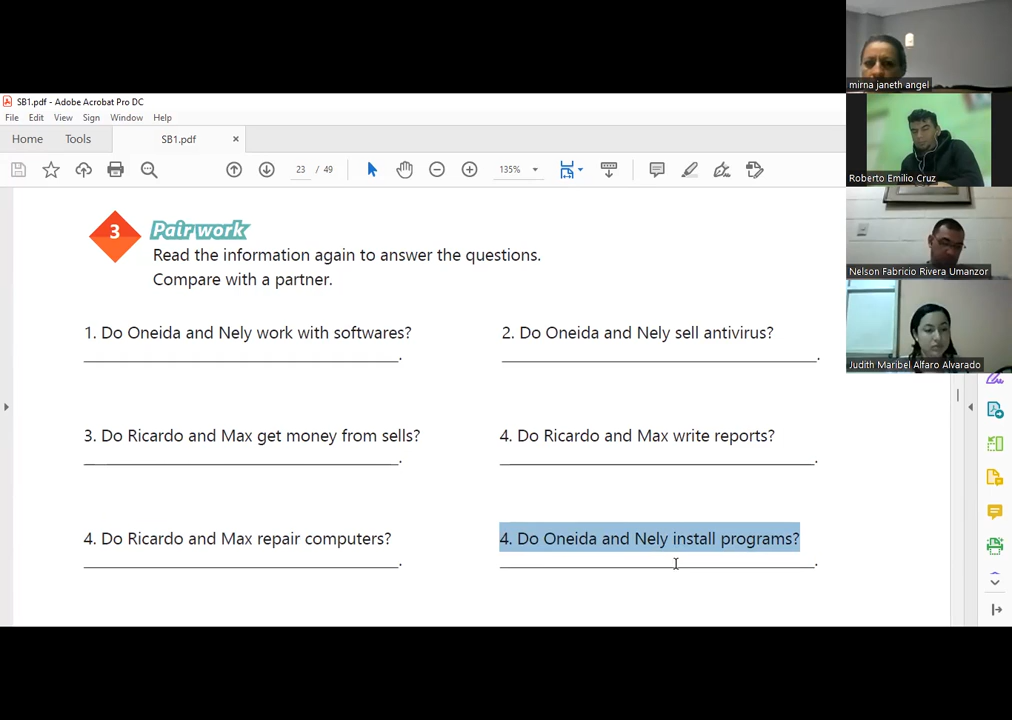 SB1.pdf - Adobe Acrobat Pro DC
File Edit View Sign Window Help
Home Tools SB1.pdf ×
23 / 49 135%
3 Pair work
Read the information again to answer the questions.
Compare with a partner.
1. Do Oneida and Nely work with softwares? 2. Do Oneida and Nely sell antivirus?
3. Do Ricardo and Max get money from sells? 4. Do Ricardo and Max write reports?
4. Do Ricardo and Max repair computers? 4. Do Oneida and Nely install programs?
mirna janeth angel
Roberto Emilio Cruz
Nelson Fabricio Rivera Umanzor
Judith Maribel Alfaro Alvarado